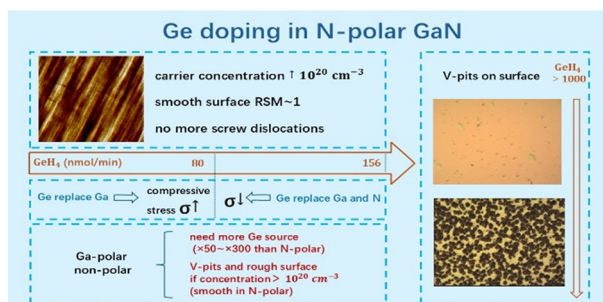 Ge doping in N-polar GaN
carrier concentration ↑ 10²⁰ cm⁻³
smooth surface RSM~1
no more screw dislocations
GeH₄ (nmol/min) 80 156
Ge replace Ga
compressive
stress σ↑
σ↓
Ge replace Ga and N
Ga-polar
non-polar
need more Ge source
(×50~×300 than N-polar)
V-pits and rough surface
if concentration> 10²⁰ cm⁻³
(smooth in N-polar)
V-pits on surface
GeH₄
> 1000